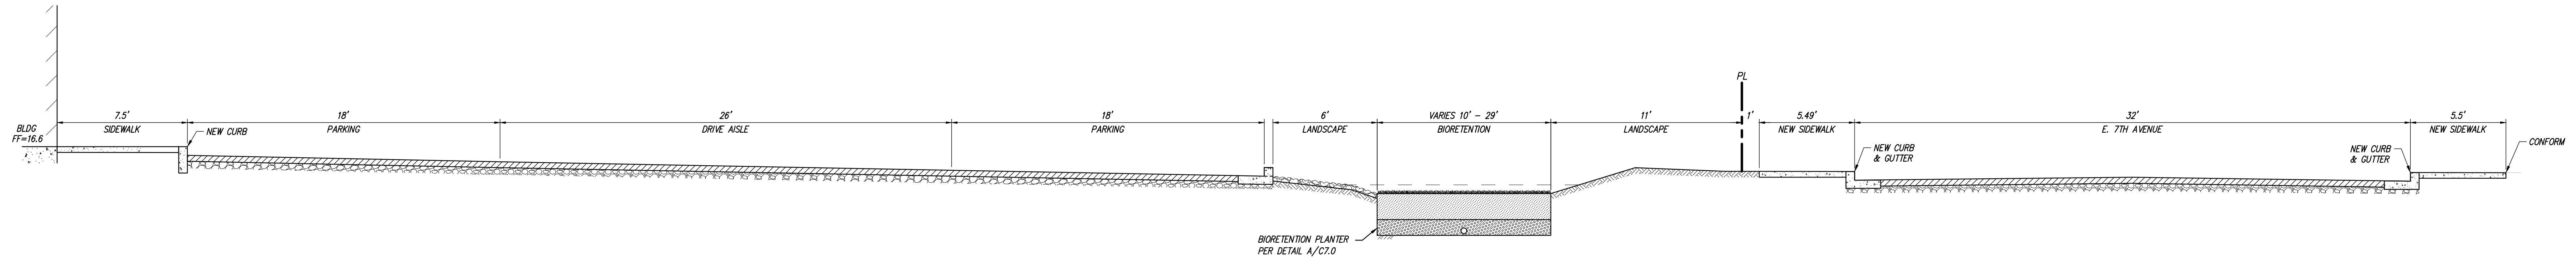 PL
7.5'
18'
26'
18'
6'
VARIES 10' - 29'
11'
1'
5.49'
32'
5.5'
BLDG
FF=16.6
SIDEWALK
NEW CURB
PARKING
DRIVE AISLE
PARKING
LANDSCAPE
BIORETENTION
LANDSCAPE
NEW SIDEWALK
E. 7TH AVENUE
NEW SIDEWALK
NEW CURB
& GUTTER
NEW CURB
& GUTTER
CONFORM
BIORETENTION PLANTER
PER DETAIL A/C7.0